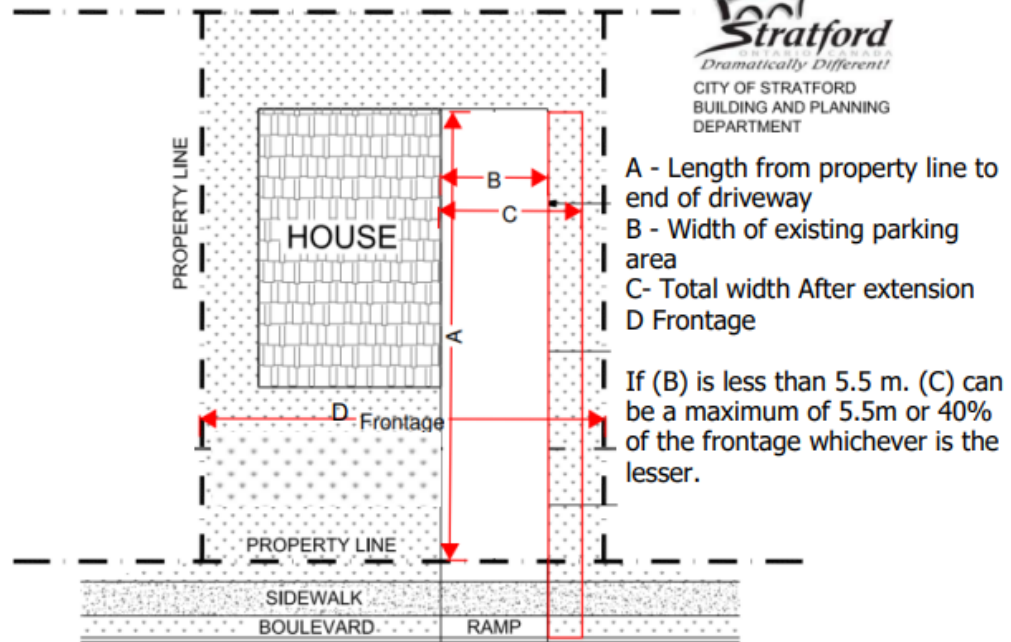 Stratford
ONTARIO CANADA
Dramatically Different!
CITY OF STRATFORD
BUILDING AND PLANNING
DEPARTMENT
A - Length from property line to
end of driveway
B - Width of existing parking
area
C- Total width After extension
D Frontage
If (B) is less than 5.5 m. (C) can
be a maximum of 5.5m or 40%
of the frontage whichever is the
lesser.
PROPERTY LINE
B
C
HOUSE
A
D Frontage
PROPERTY LINE
SIDEWALK
BOULEVARD
RAMP